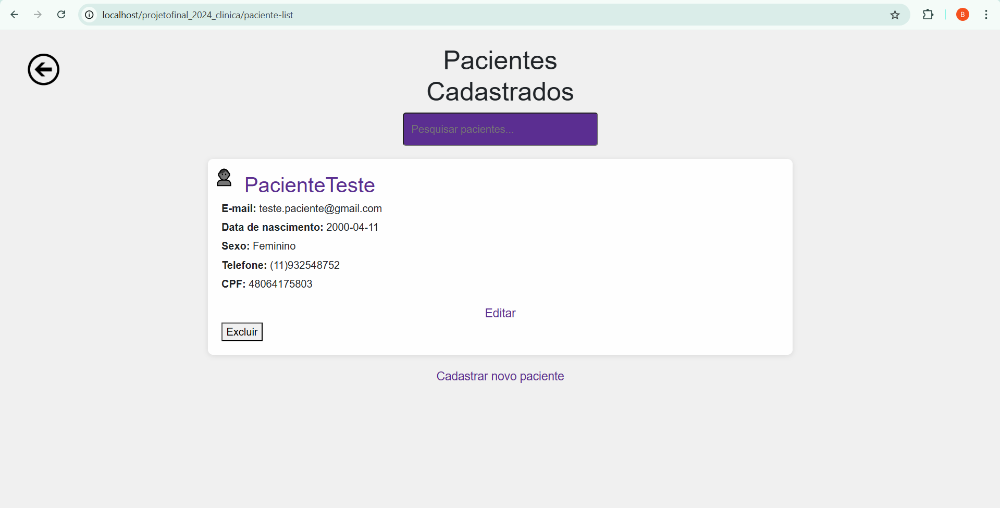 localhost/projetofinal_2024_clinica/paciente-list
B
Pacientes
Cadastrados
Pesquisar pacientes...
PacienteTeste
E-mail: teste.paciente@gmail.com
Data de nascimento: 2000-04-11
Sexo: Feminino
Telefone: (11)932548752
CPF: 48064175803
Editar
Excluir
Cadastrar novo paciente